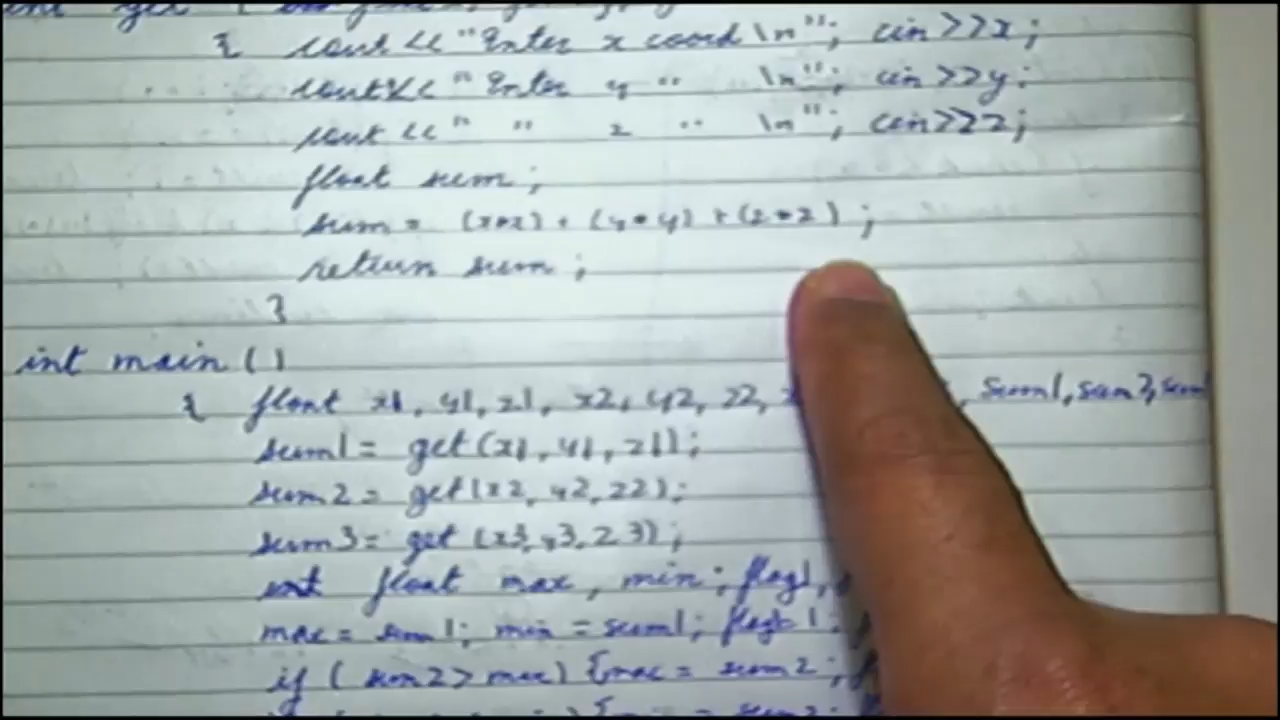 int get (
{ cout << "Enter x coord \n"; cin >> x;
cout << "Enter y " \n"; cin >> y;
cout << " " z " \n"; cin >> z;
float sum;
sum = (x*x) + (y*y) + (z*z);
return sum;
}
int main ()
{ float x1, y1, z1, x2, y2, z2, sum1, sum2, sum
sum1 = get(x1, y1, z1);
sum2 = get(x2, y2, z2);
sum3 = get (x3, y3, z3);
float max, min; flag1,
max = sum1; min = sum1; flag1
if (sum2 > max) {max = sum2;